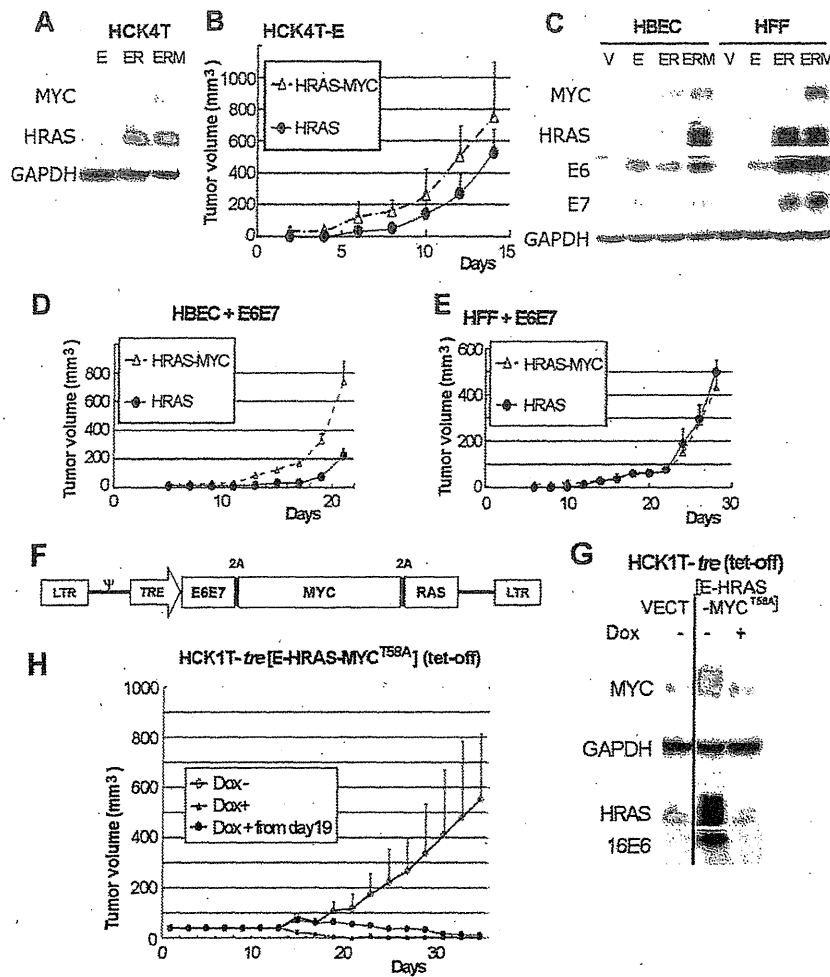 A
HCK4T
E ER ERM
MYC
HRAS
GAPDH
B
HCK4T-E
Tumor volume (mm³)
1000
800
600
400
200
0
HRAS-MYC
HRAS
0 5 10 15
Days
C
HBEC HFF
V E ER ERM V E ER ERM
MYC
HRAS
E6
E7
GAPDH
D
HBEC + E6E7
Tumor volume (mm³)
800
600
400
200
0
HRAS-MYC
HRAS
0 10 20
Days
E
HFF + E6E7
Tumor volume (mm³)
600
400
200
0
HRAS-MYC
HRAS
0 10 20 30
Days
F
2A 2A
LTR Ψ TRE E6E7 MYC RAS LTR
G
HCK1T-tre (tet-off)
[E-HRAS
VECT -MYCᵀ⁵⁸ᴬ]
Dox - - +
MYC
GAPDH
HRAS
16E6
H
HCK1T-tre[E-HRAS-MYCᵀ⁵⁸ᴬ] (tet-off)
Tumor volume (mm³)
1000
800
600
400
200
0
Dox-
Dox+
Dox + from day19
0 10 20 30
Days